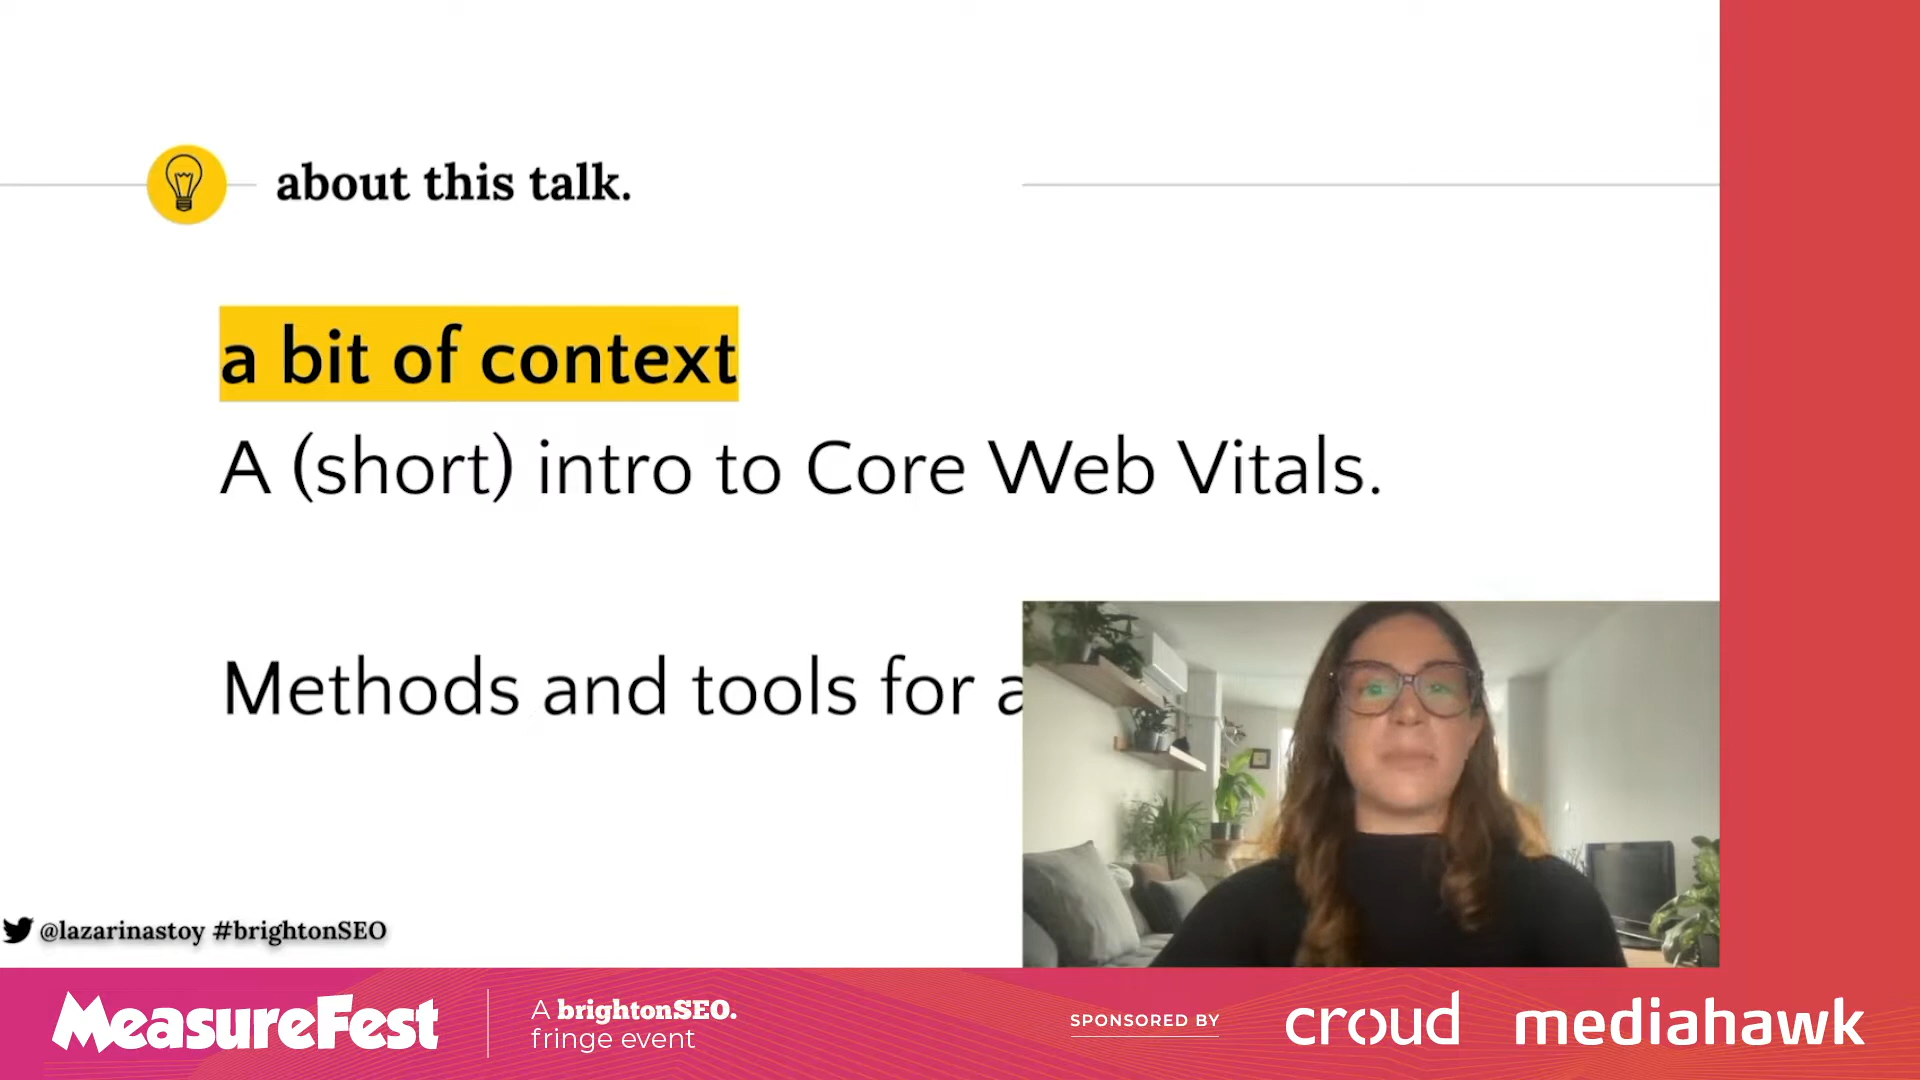 about this talk.
a bit of context
A (short) intro to Core Web Vitals.
Methods and tools for a
@lazarinastoy #brightonSEO
MeasureFest
A brightonSEO.
fringe event
SPONSORED BY
croud
mediahawk